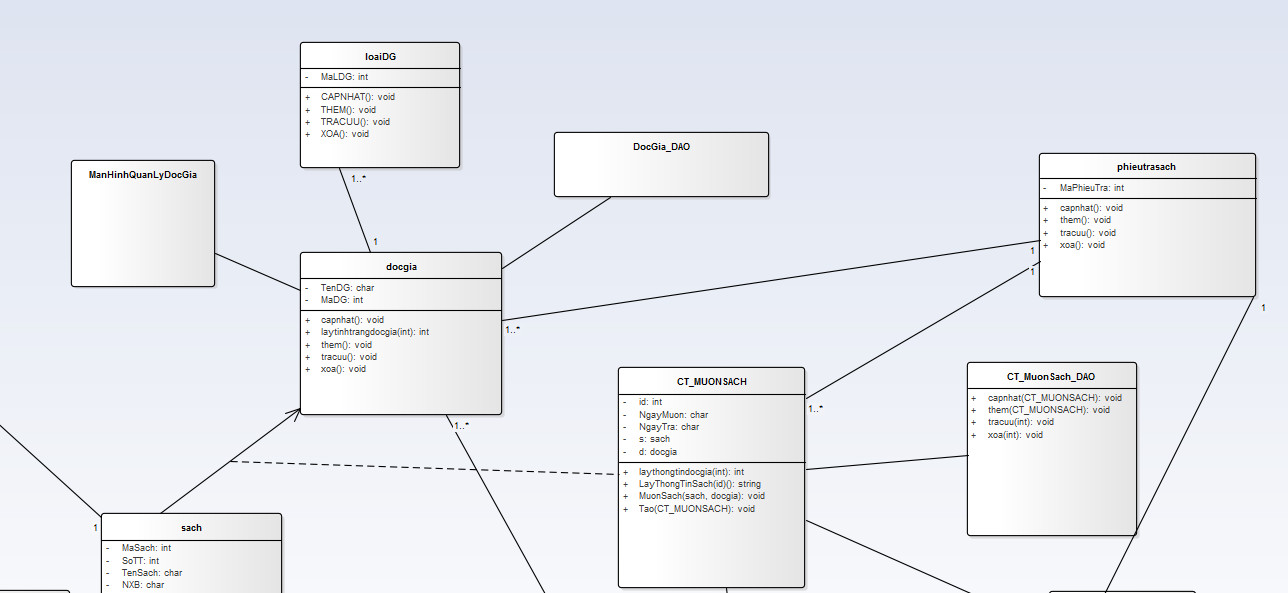 loaiDG
- MaLDG: int
+ CAPNHAT(): void
+ THEM(): void
+ TRACUU(): void
+ XOA(): void
1..*
1
DocGia_DAO
ManHinhQuanLyDocGia
phieutrasach
- MaPhieuTra: int
+ capnhat(): void
+ them(): void
+ tracuu(): void
+ xoa(): void
1
1
1
docgia
- TenDG: char
- MaDG: int
+ capnhat(): void
+ laytinhtrangdocgia(int): int
+ them(): void
+ tracuu(): void
+ xoa(): void
1..*
1..*
CT_MUONSACH
- id: int
- NgayMuon: char
- NgayTra: char
- s: sach
- d: docgia
+ laythongtindocgia(int): int
+ LayThongTinSach(id)(): string
+ MuonSach(sach, docgia): void
+ Tao(CT_MUONSACH): void
1..*
CT_MuonSach_DAO
+ capnhat(CT_MUONSACH): void
+ them(CT_MUONSACH): void
+ tracuu(int): void
+ xoa(int): void
1
sach
- MaSach: int
- SoTT: int
- TenSach: char
- NXB: char